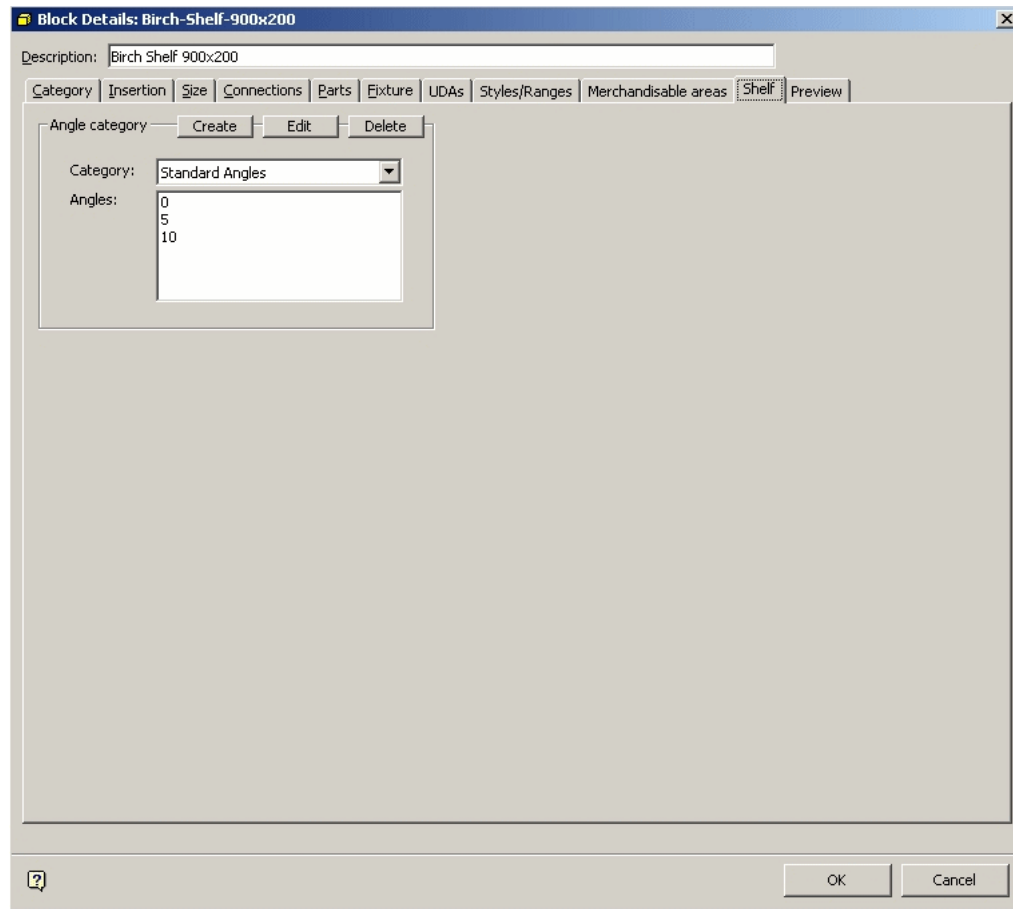 Block Details: Birch-Shelf-900x200
Description: Birch Shelf 900x200
Category Insertion Size Connections Parts Fixture UDAs Styles/Ranges Merchandisable areas Shelf Preview
Angle category Create Edit Delete
Category: Standard Angles
Angles: 0
5
10
OK Cancel